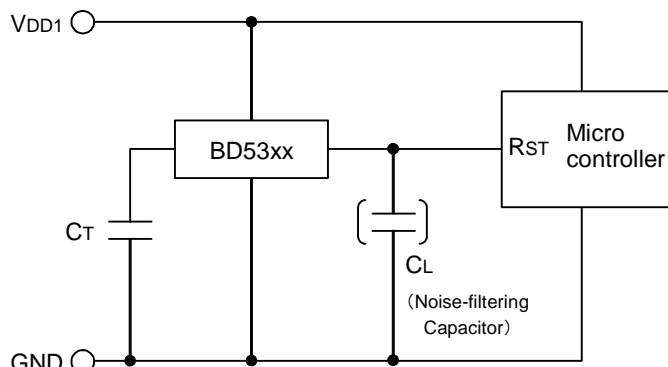 VDD1
BD53xx
RST
Micro
controller
CT
CL
（Noise-filtering
Capacitor）
GND